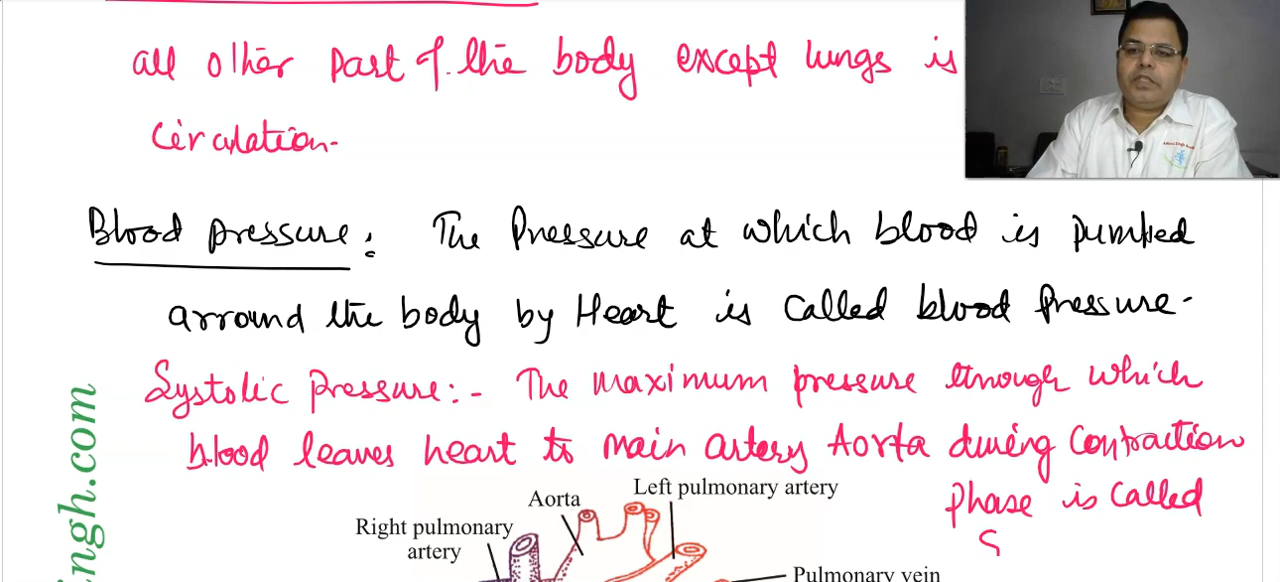 all other part of the body except lungs is
circulation.
Blood pressure: The Pressure at which blood is pumped
arround the body by Heart is called blood Pressure.
Systolic pressure:- The maximum pressure through which
blood leaves heart to main artery Aorta during Contraction
phase is called
S
Left pulmonary artery
Aorta
Right pulmonary
artery
Pulmonary vein
ngh.com